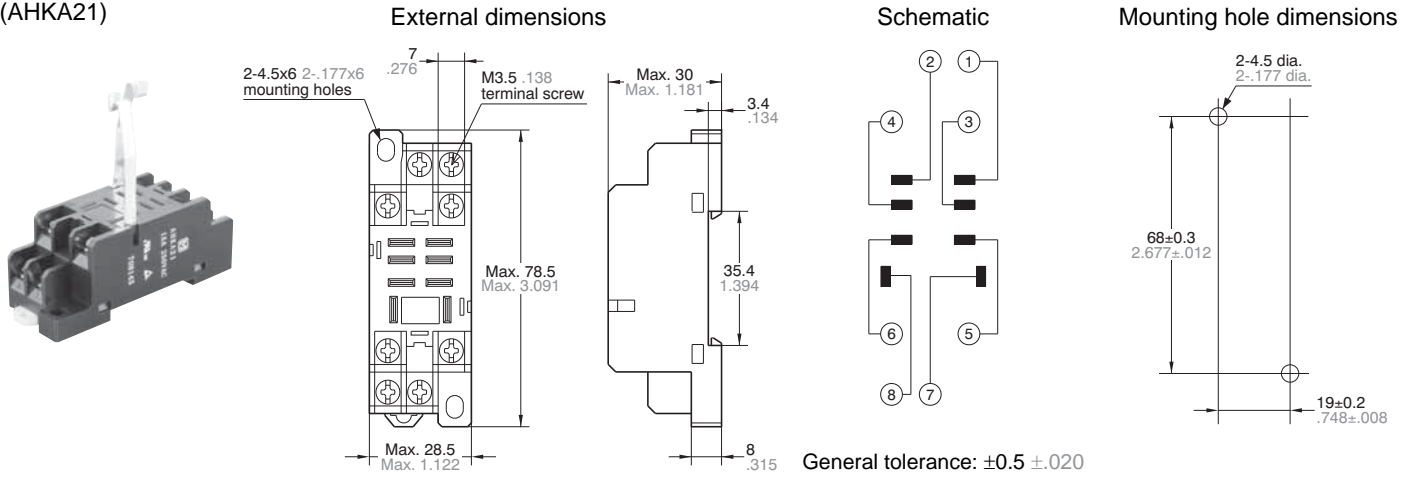 (AHKA21)
External dimensions
Schematic
Mounting hole dimensions
7
.276
2-4.5x6 2-.177x6
mounting holes
M3.5 .138
terminal screw
Max. 78.5
Max. 3.091
Max. 28.5
Max. 1.122
Max. 30
Max. 1.181
3.4
.134
35.4
1.394
8
.315
2
1
4
3
6
5
8
7
General tolerance: ±0.5 ±.020
2-4.5 dia.
2-.177 dia.
68±0.3
2.677±.012
19±0.2
.748±.008